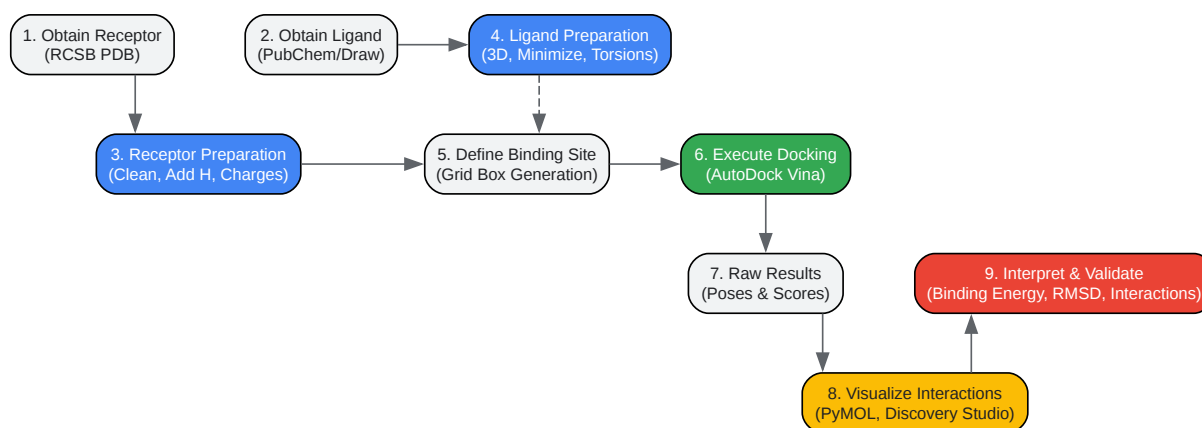 1. Obtain Receptor
(RCSB PDB)
2. Obtain Ligand
(PubChem/Draw)
4. Ligand Preparation
(3D, Minimize, Torsions)
3. Receptor Preparation
(Clean, Add H, Charges)
5. Define Binding Site
(Grid Box Generation)
6. Execute Docking
(AutoDock Vina)
7. Raw Results
(Poses & Scores)
9. Interpret & Validate
(Binding Energy, RMSD, Interactions)
8. Visualize Interactions
(PyMOL, Discovery Studio)